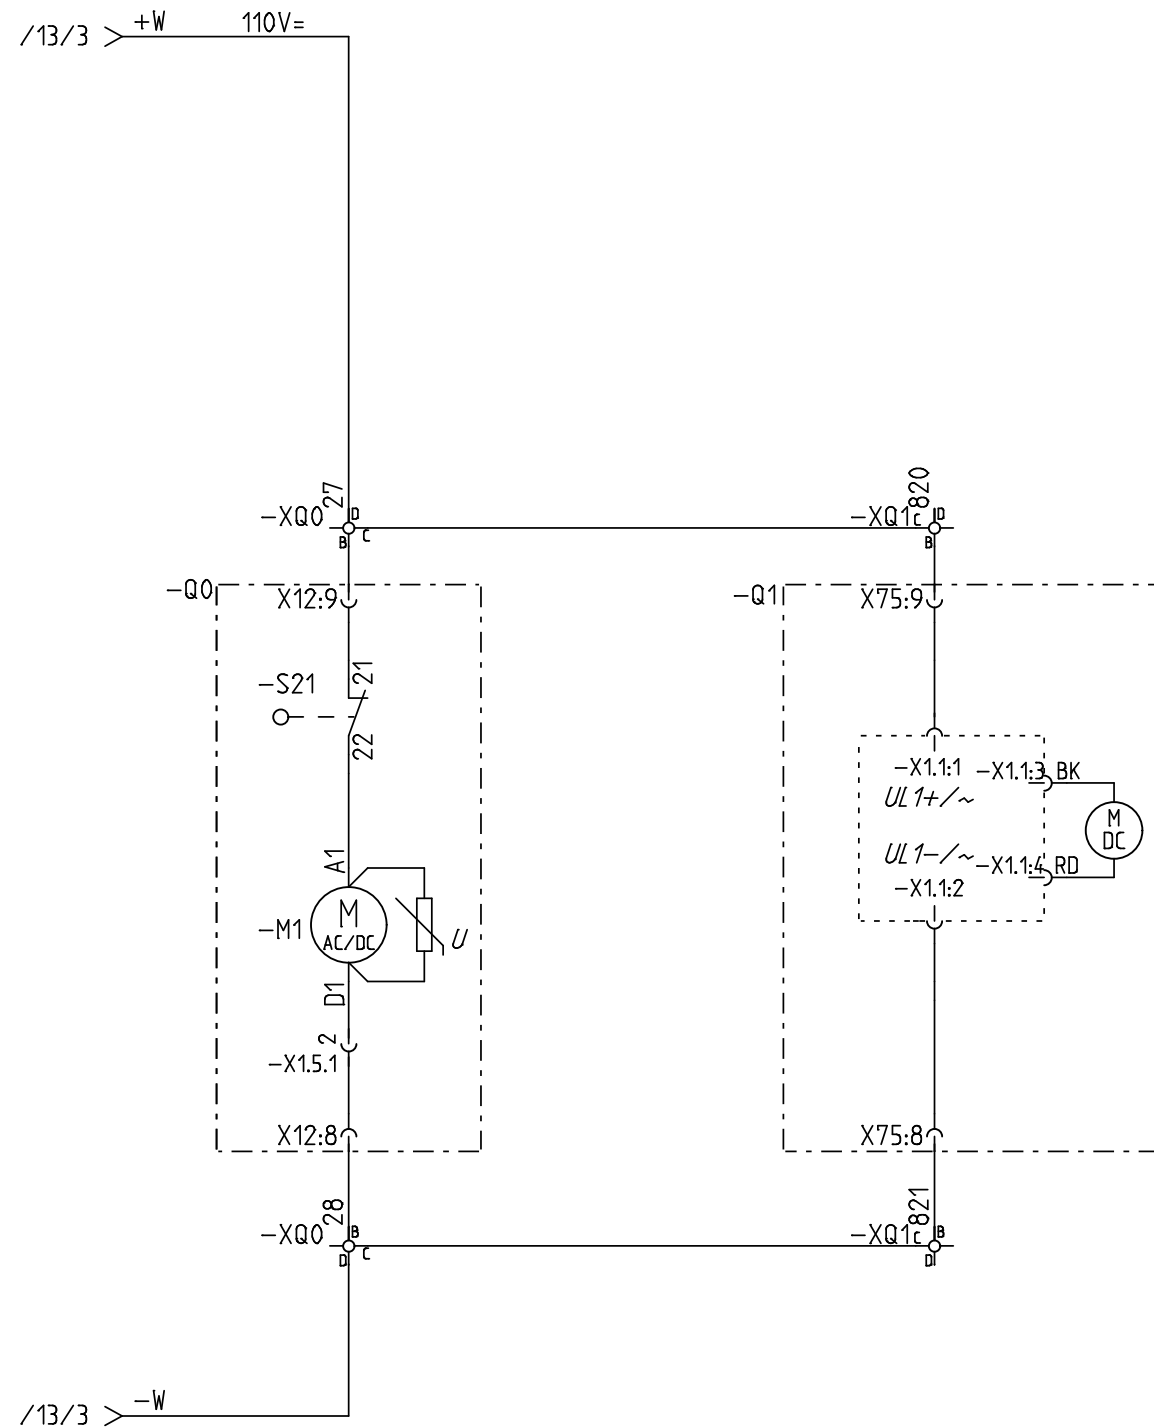 /13/3 +W 110V=
27
820
-XQ0 D
B C
-XQ1 C D
B
-Q0
X12:9
-Q1
X75:9
21
-S21
22
-X1.1:1
-X1.1:3 BK
UL1+/~
M
DC
UL1-/~
-X1.1:4 RD
-X1.1:2
A1
-M1
M
AC/DC
U
D1
2
-X1.5.1
X12:8
X75:8
28
821
-XQ0 B
D C
-XQ1 C B
D
/13/3 -W